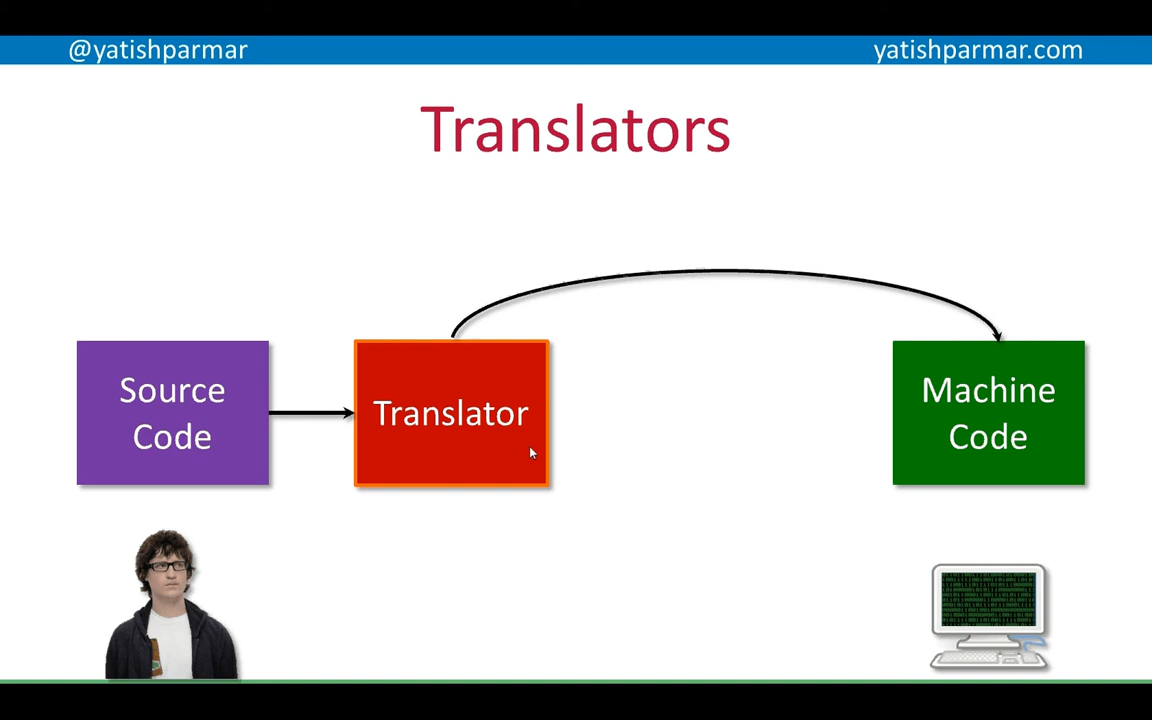 @yatishparmar
yatishparmar.com
Translators
Source
Code
Translator
Machine
Code